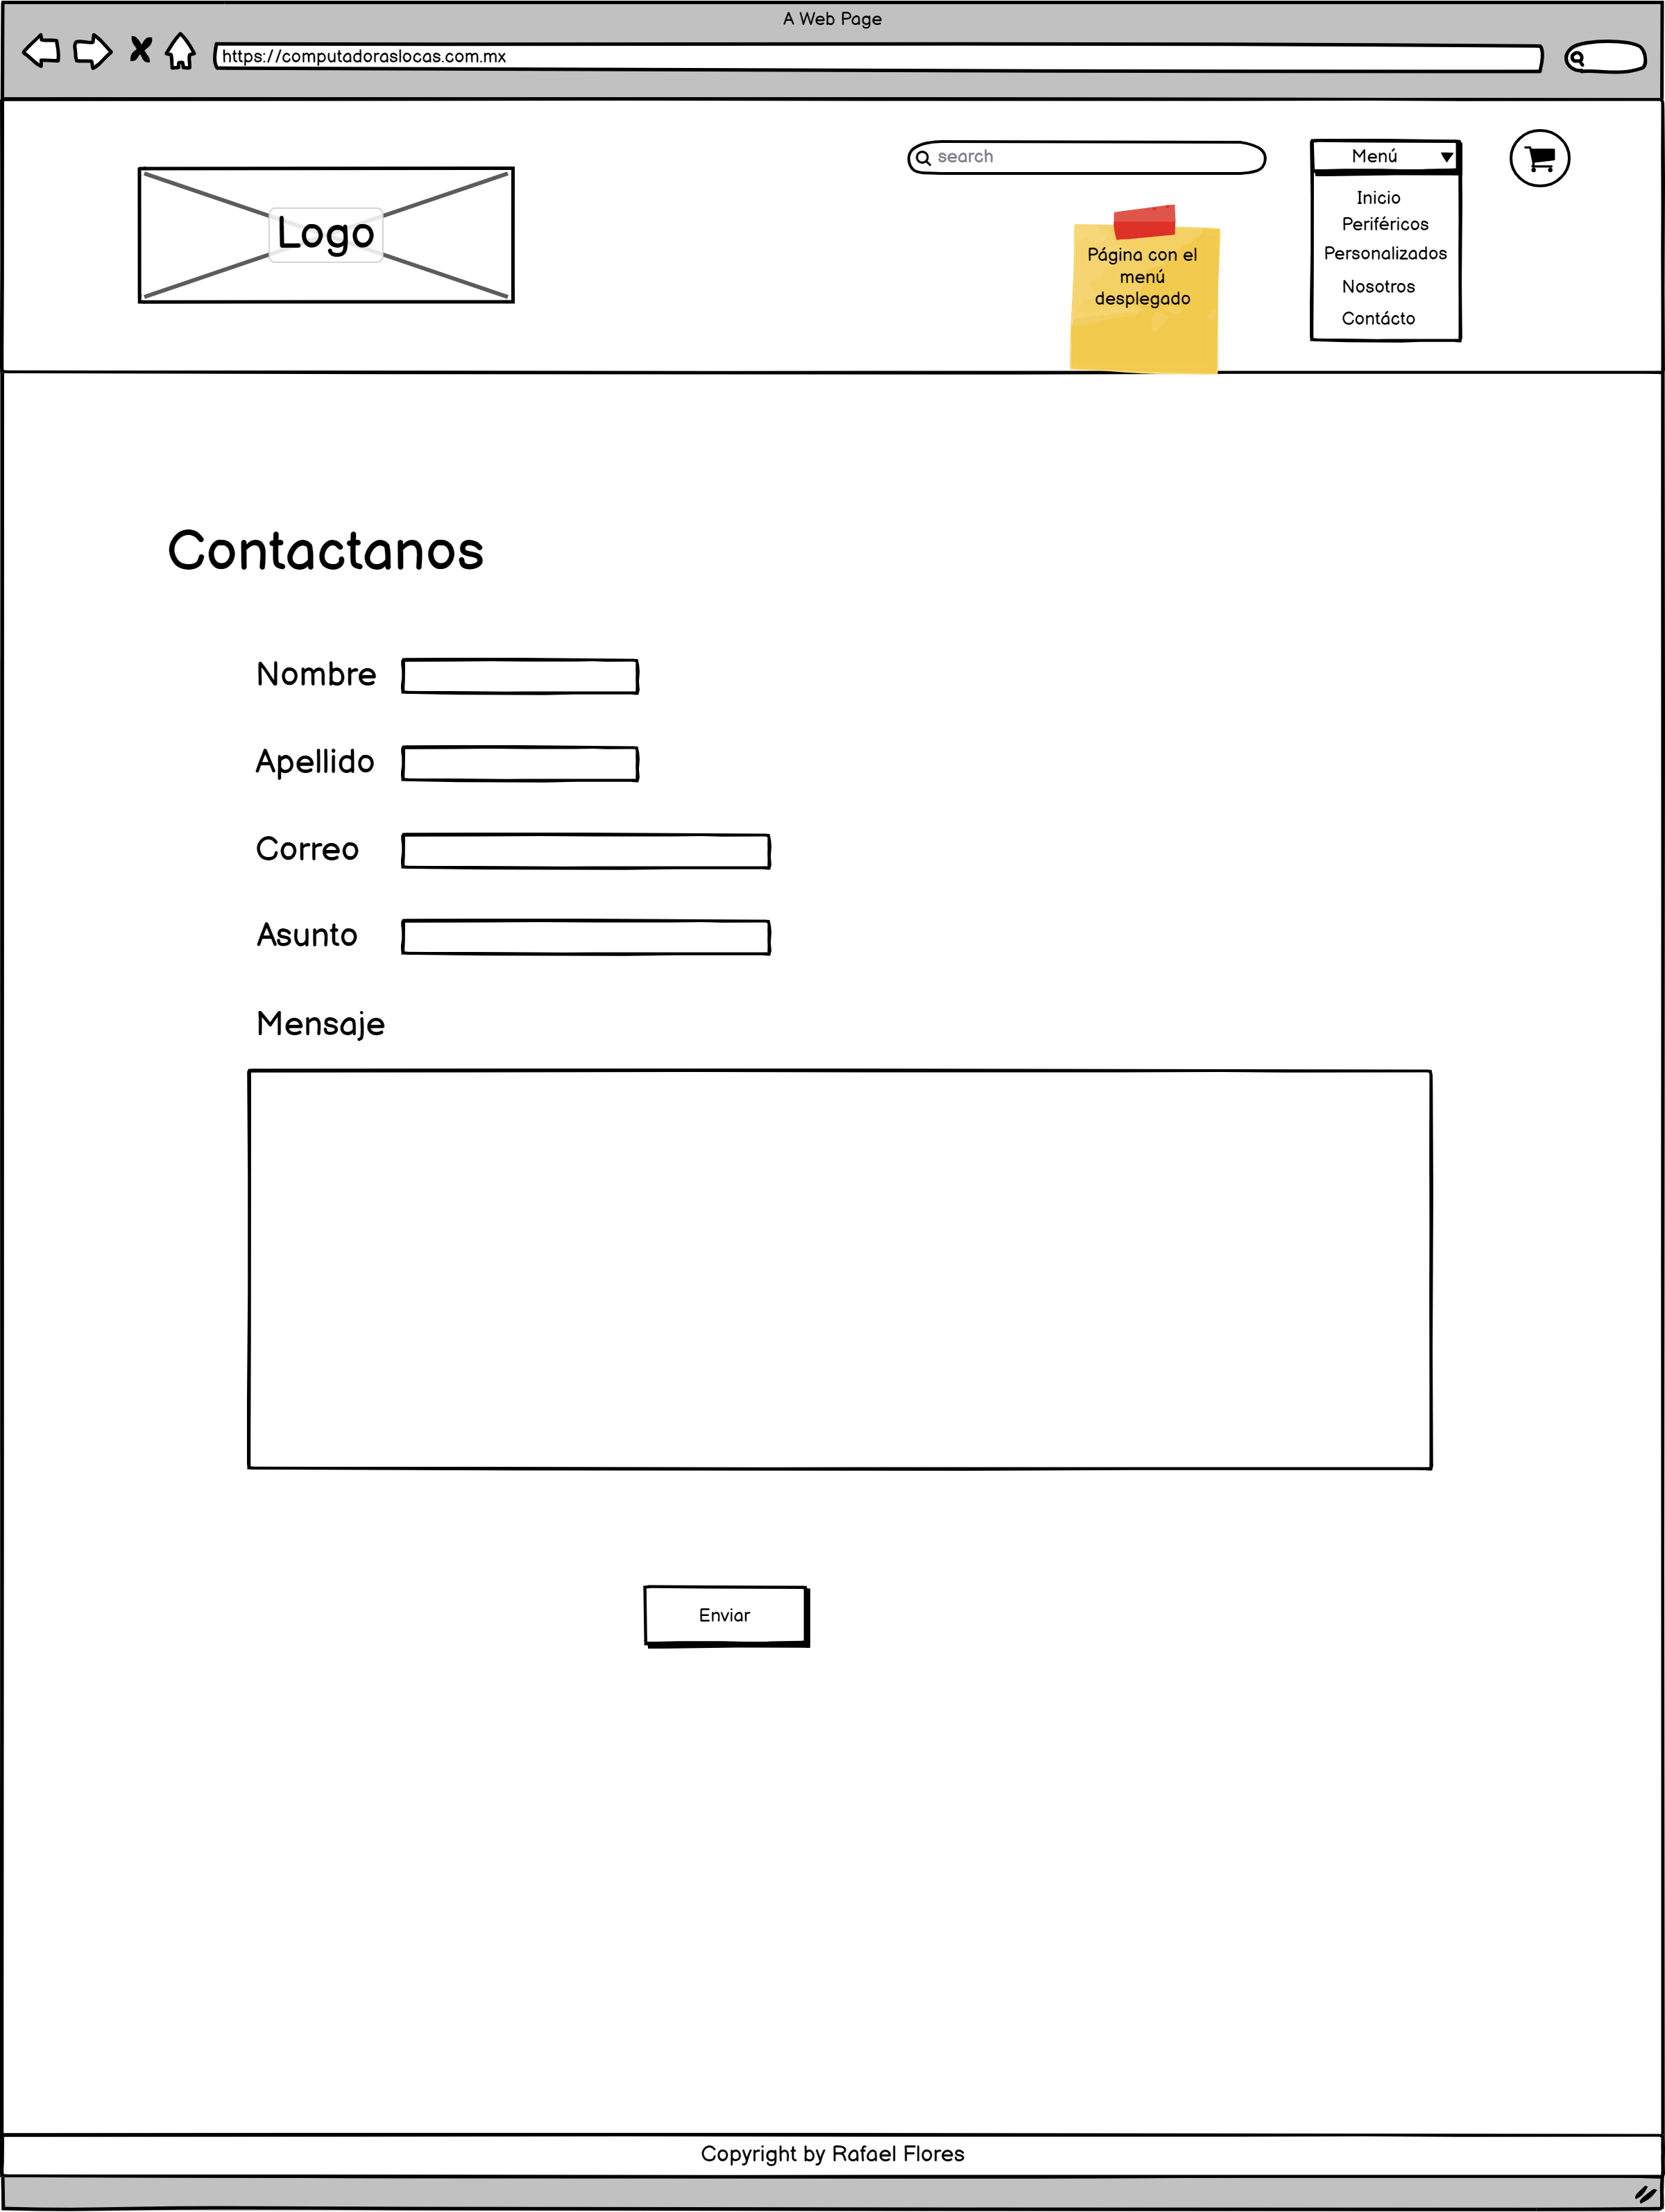 A Web Page
https://computadoraslocas.com.mx
search
Menú
Logo
Inicio
Periféricos
Personalizados
Nosotros
Contácto
Página con el
menú
desplegado
Contactanos
Nombre
Apellido
Correo
Asunto
Mensaje
Enviar
Copyright by Rafael Flores